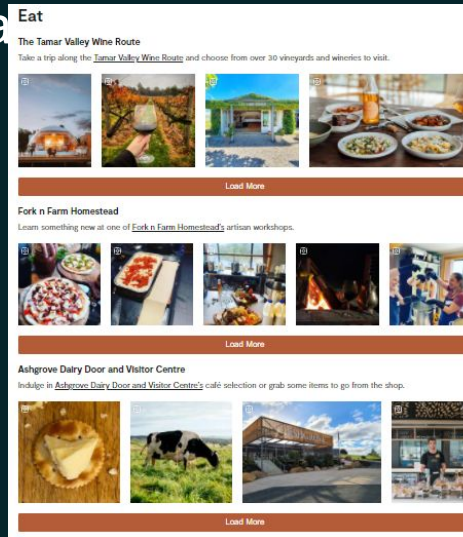 Eat
The Tamar Valley Wine Route
Take a trip along the Tamar Valley Wine Route and choose from over 30 vineyards and wineries to visit.
Load More
Fork n Farm Homestead
Learn something new at one of Fork n Farm Homestead's artisan workshops.
Load More
Ashgrove Dairy Door and Visitor Centre
Indulge in Ashgrove Dairy Door and Visitor Centre's café selection or grab some items to go from the shop.
Load More